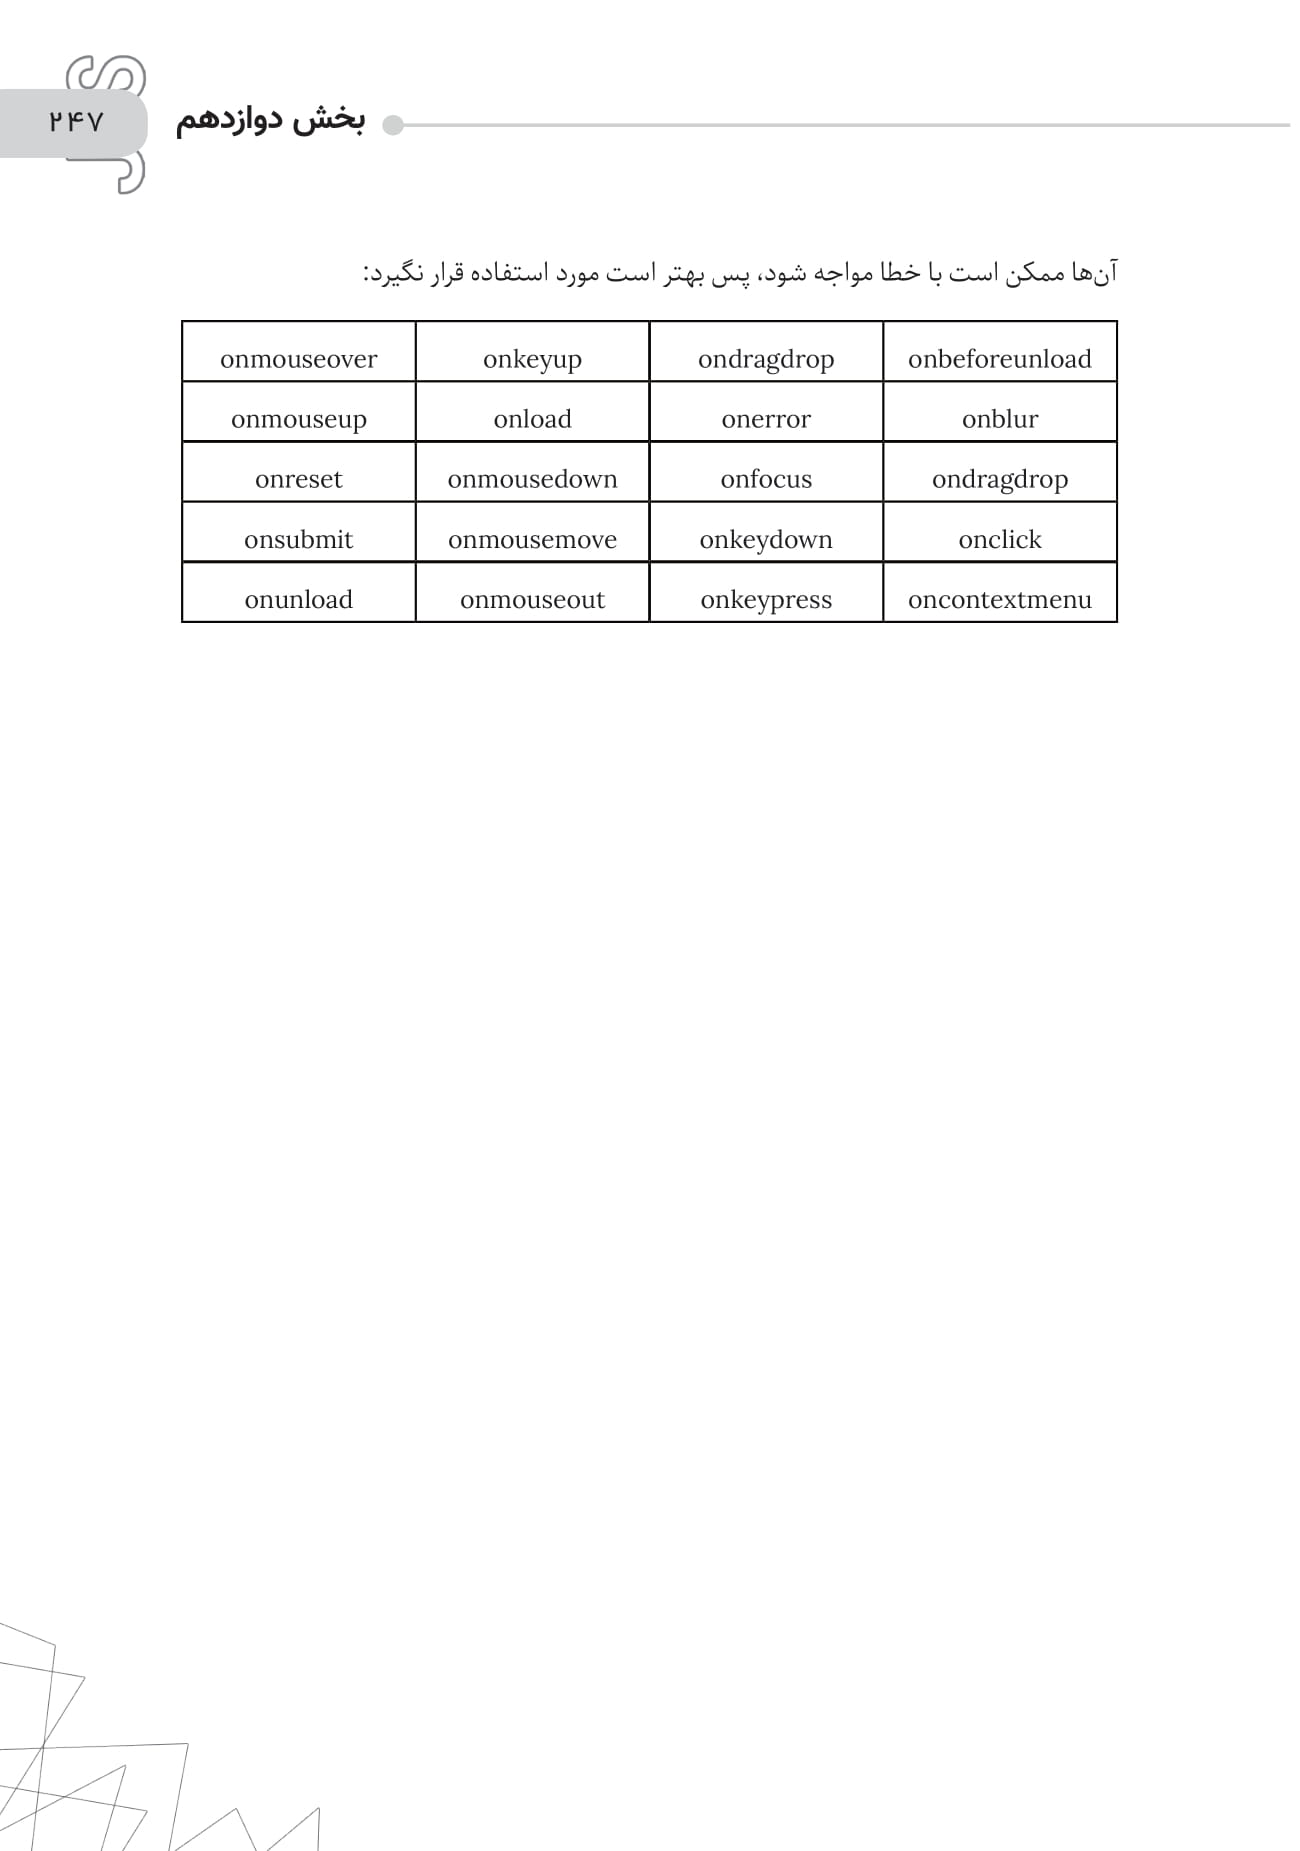 ۲۴۷
بخش دوازدهم
آن‌ها ممکن است با خطا مواجه شود، پس بهتر است مورد استفاده قرار نگیرد:
onmouseover onkeyup ondragdrop onbeforeunload
onmouseup onload onerror onblur
onreset onmousedown onfocus ondragdrop
onsubmit onmousemove onkeydown onclick
onunload onmouseout onkeypress oncontextmenu